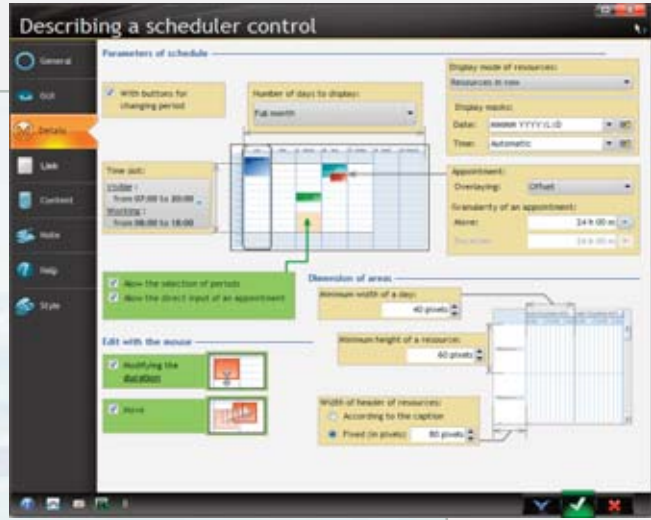 Describing a scheduler control
General
GUI
Details
Link
Content
Note
Help
Style
Parameters of schedule
With buttons for
changing period
Number of days to display:
Full month
Display mode of resources:
Resources in row
Display masks:
Date:
Time: Automatic
Time slot:
Visible :
from 07:00 to 20:00
Working :
from 08:00 to 18:00
Appointment:
Overlaying: Offset
Granularity of an appointment:
Move: 24 h 00 m
Duration: 24 h 00 m
Allow the selection of periods
Allow the direct input of an appointment
Dimension of areas
Minimum width of a day:
40 pixels
Minimum height of a resource:
60 pixels
Edit with the mouse
Modifying the
duration
Move
Width of header of resources:
According to the caption
Fixed (in pixels) 80 pixels